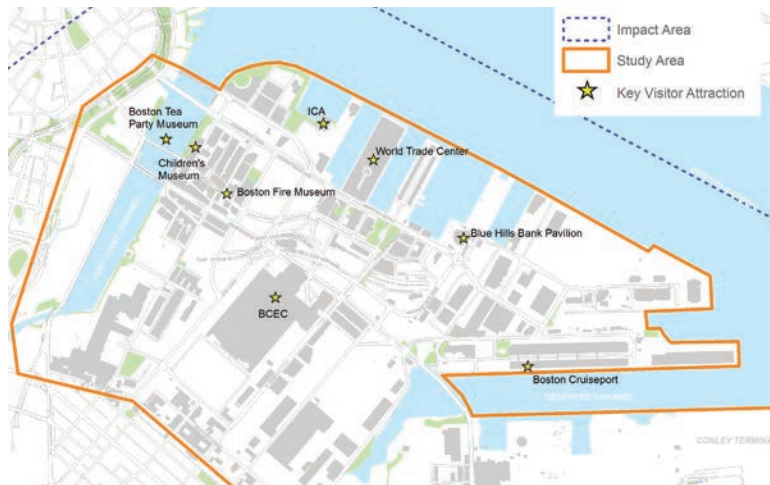 Impact Area
Study Area
Key Visitor Attraction
Boston Tea
Party Museum
ICA
Children's
Museum
World Trade Center
Boston Fire Museum
Blue Hills Bank Pavilion
BCEC
Boston Cruiseport
RESERVED CHANNEL
CONLEY TERMINAL